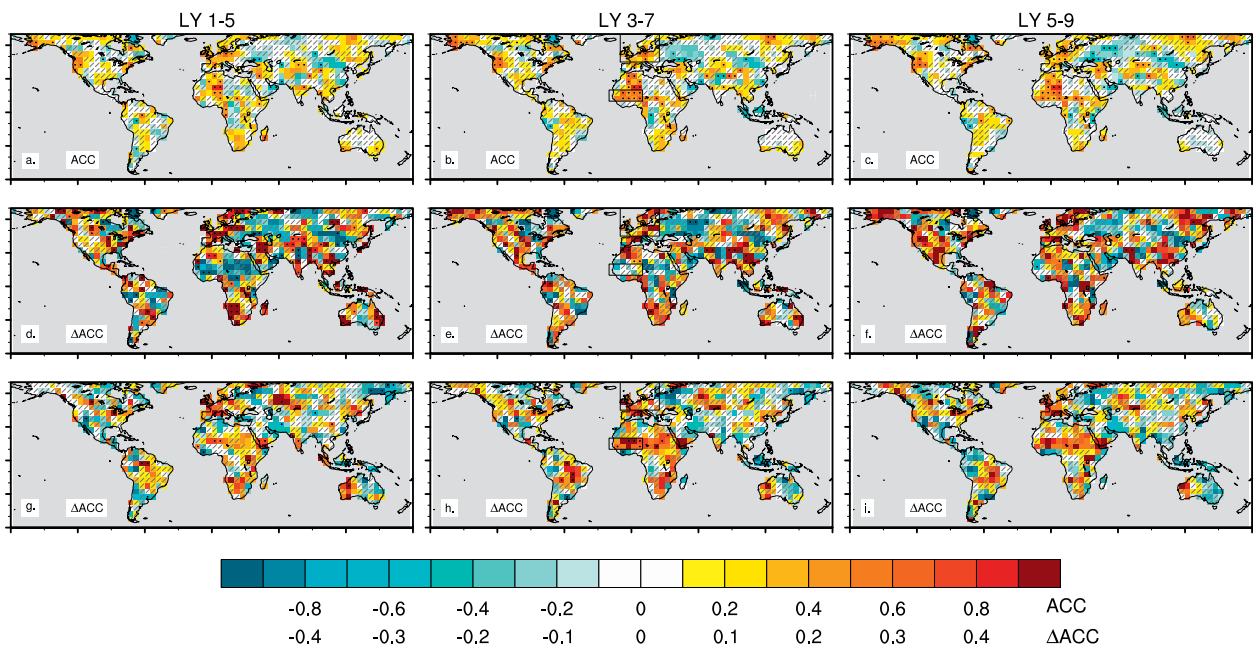 LY 1-5 LY 3-7 LY 5-9
a. ACC b. ACC c. ACC
d. ΔACC e. ΔACC f. ΔACC
g. ΔACC h. ΔACC i. ΔACC
-0.8 -0.6 -0.4 -0.2 0 0.2 0.4 0.6 0.8 ACC
-0.4 -0.3 -0.2 -0.1 0 0.1 0.2 0.3 0.4 ΔACC